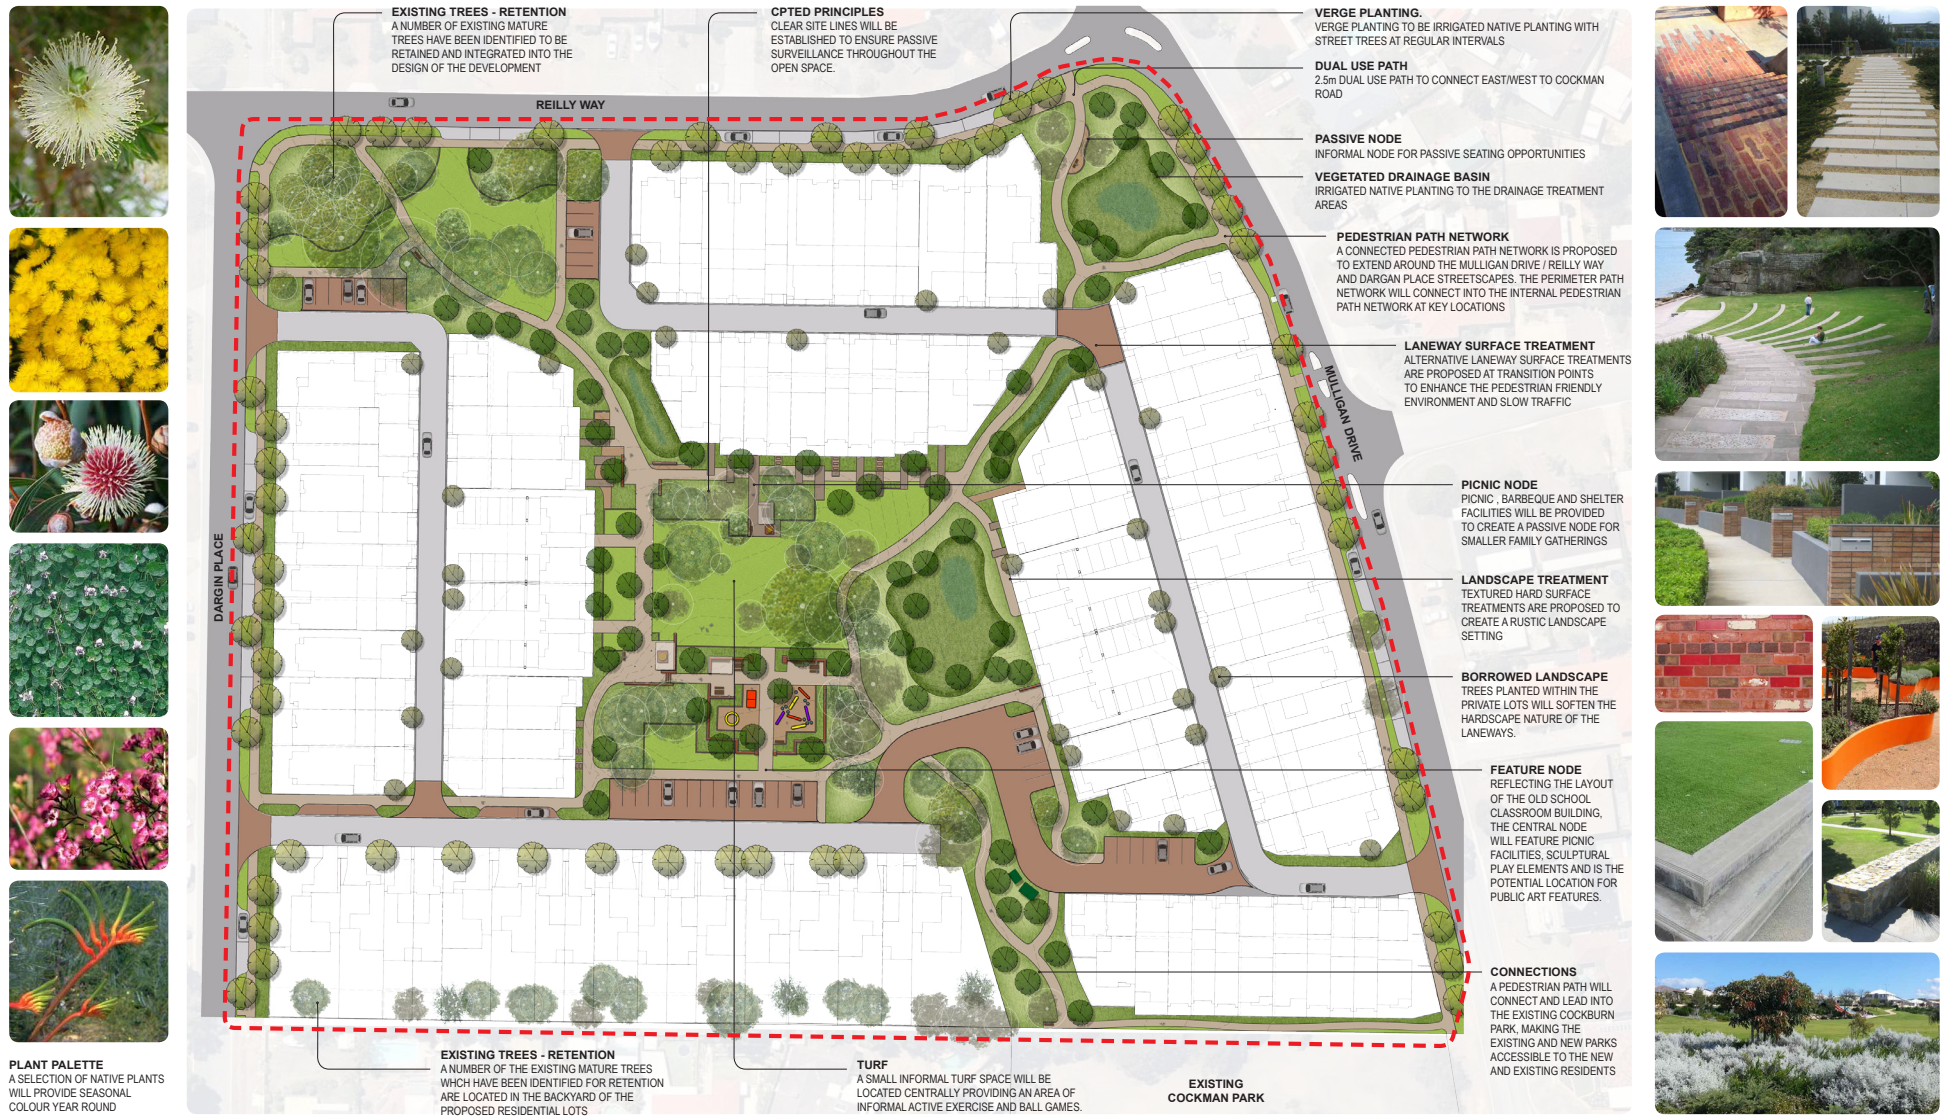 EXISTING TREES - RETENTION
A NUMBER OF EXISTING MATURE
TREES HAVE BEEN IDENTIFIED TO BE
RETAINED AND INTEGRATED INTO THE
DESIGN OF THE DEVELOPMENT
CPTED PRINCIPLES
CLEAR SITE LINES WILL BE
ESTABLISHED TO ENSURE PASSIVE
SURVEILLANCE THROUGHOUT THE
OPEN SPACE.
VERGE PLANTING.
VERGE PLANTING TO BE IRRIGATED NATIVE PLANTING WITH
STREET TREES AT REGULAR INTERVALS
DUAL USE PATH
2.5m DUAL USE PATH TO CONNECT EAST/WEST TO COCKMAN
ROAD
PASSIVE NODE
INFORMAL NODE FOR PASSIVE SEATING OPPORTUNITIES
VEGETATED DRAINAGE BASIN
IRRIGATED NATIVE PLANTING TO THE DRAINAGE TREATMENT
AREAS
PEDESTRIAN PATH NETWORK
A CONNECTED PEDESTRIAN PATH NETWORK IS PROPOSED
TO EXTEND AROUND THE MULLIGAN DRIVE / REILLY WAY
AND DARGAN PLACE STREETSCAPES. THE PERIMETER PATH
NETWORK WILL CONNECT INTO THE INTERNAL PEDESTRIAN
PATH NETWORK AT KEY LOCATIONS
LANEWAY SURFACE TREATMENT
ALTERNATIVE LANEWAY SURFACE TREATMENTS
ARE PROPOSED AT TRANSITION POINTS
TO ENHANCE THE PEDESTRIAN FRIENDLY
ENVIRONMENT AND SLOW TRAFFIC
PICNIC NODE
PICNIC , BARBEQUE AND SHELTER
FACILITIES WILL BE PROVIDED
TO CREATE A PASSIVE NODE FOR
SMALLER FAMILY GATHERINGS
LANDSCAPE TREATMENT
TEXTURED HARD SURFACE
TREATMENTS ARE PROPOSED TO
CREATE A RUSTIC LANDSCAPE
SETTING
BORROWED LANDSCAPE
TREES PLANTED WITHIN THE
PRIVATE LOTS WILL SOFTEN THE
HARDSCAPE NATURE OF THE
LANEWAYS.
FEATURE NODE
REFLECTING THE LAYOUT
OF THE OLD SCHOOL
CLASSROOM BUILDING,
THE CENTRAL NODE
WILL FEATURE PICNIC
FACILITIES, SCULPTURAL
PLAY ELEMENTS AND IS THE
POTENTIAL LOCATION FOR
PUBLIC ART FEATURES.
CONNECTIONS
A PEDESTRIAN PATH WILL
CONNECT AND LEAD INTO
THE EXISTING COCKBURN
PARK, MAKING THE
EXISTING AND NEW PARKS
ACCESSIBLE TO THE NEW
AND EXISTING RESIDENTS
REILLY WAY
MULLIGAN DRIVE
DARGIN PLACE
PLANT PALETTE
A SELECTION OF NATIVE PLANTS
WILL PROVIDE SEASONAL
COLOUR YEAR ROUND
EXISTING TREES - RETENTION
A NUMBER OF THE EXISTING MATURE TREES
WHCH HAVE BEEN IDENTIFIED FOR RETENTION
ARE LOCATED IN THE BACKYARD OF THE
PROPOSED RESIDENTIAL LOTS
TURF
A SMALL INFORMAL TURF SPACE WILL BE
LOCATED CENTRALLY PROVIDING AN AREA OF
INFORMAL ACTIVE EXERCISE AND BALL GAMES.
EXISTING
COCKMAN PARK